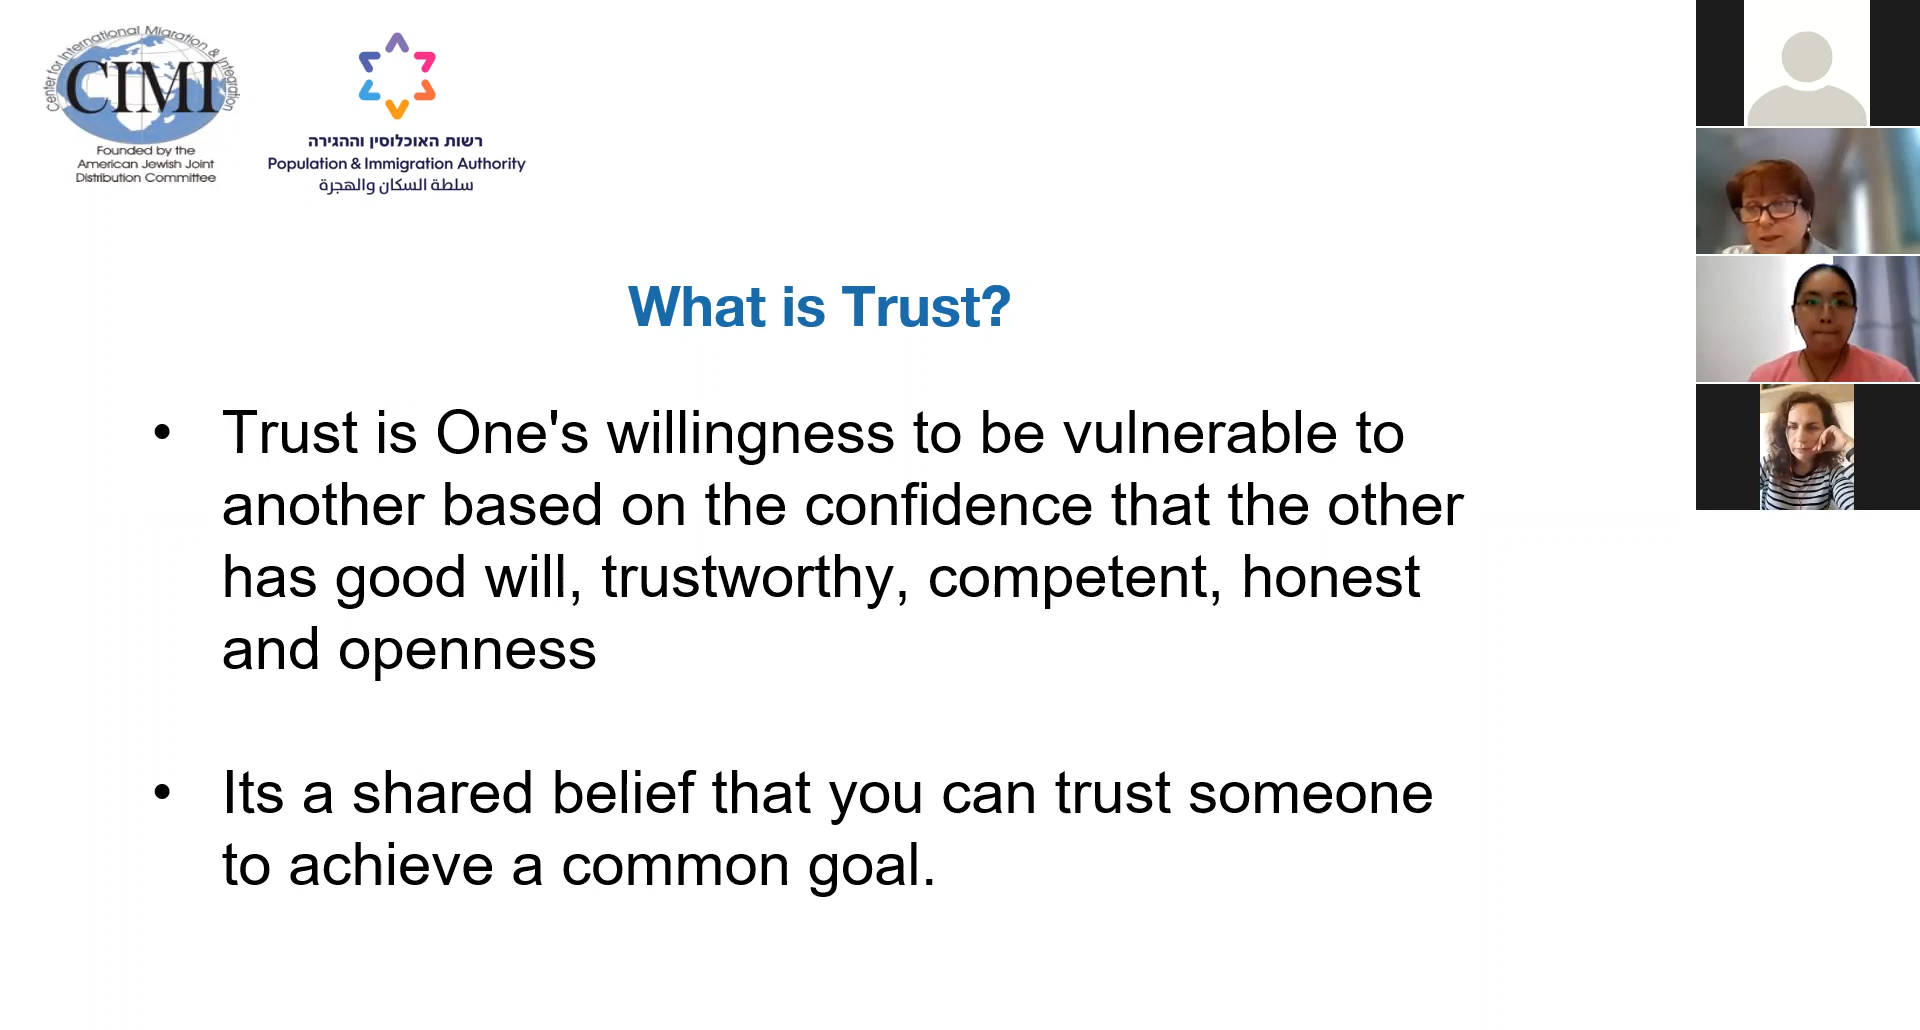 Center for International Migration & Integration
CIMI
Founded by the
American Jewish Joint
Distribution Committee
רשות האוכלוסין וההגירה
Population & Immigration Authority
سلطة السكان والهجرة
What is Trust?
• Trust is One's willingness to be vulnerable to
another based on the confidence that the other
has good will, trustworthy, competent, honest
and openness
• Its a shared belief that you can trust someone
to achieve a common goal.